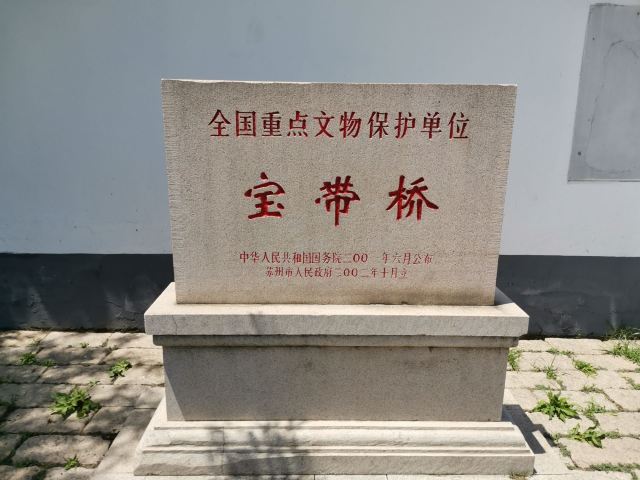 全国重点文物保护单位
宝带桥
中华人民共和国国务院二〇〇 年六月公布
苏州市人民政府二〇〇二年十月立